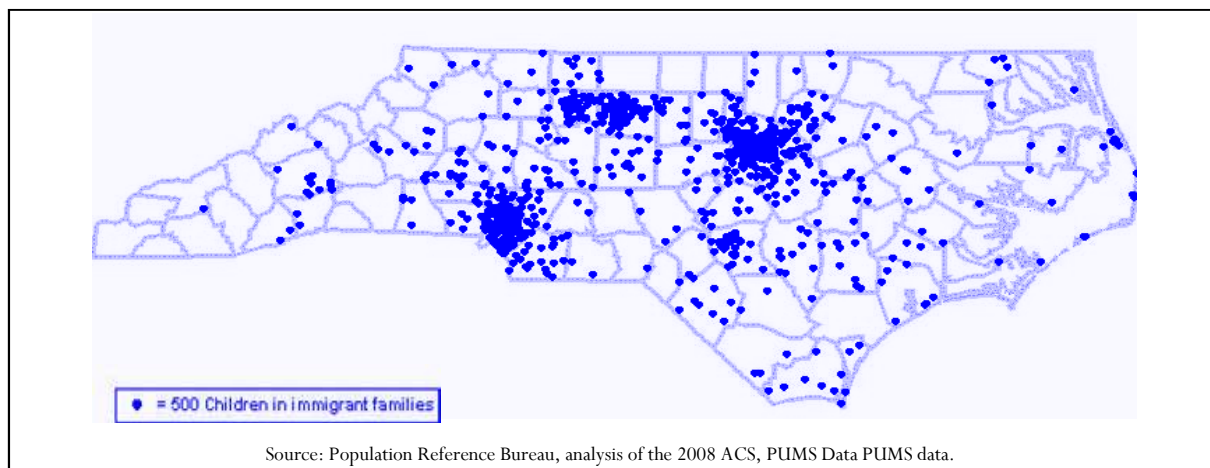 = 500 Children in immigrant families
Source: Population Reference Bureau, analysis of the 2008 ACS, PUMS Data PUMS data.